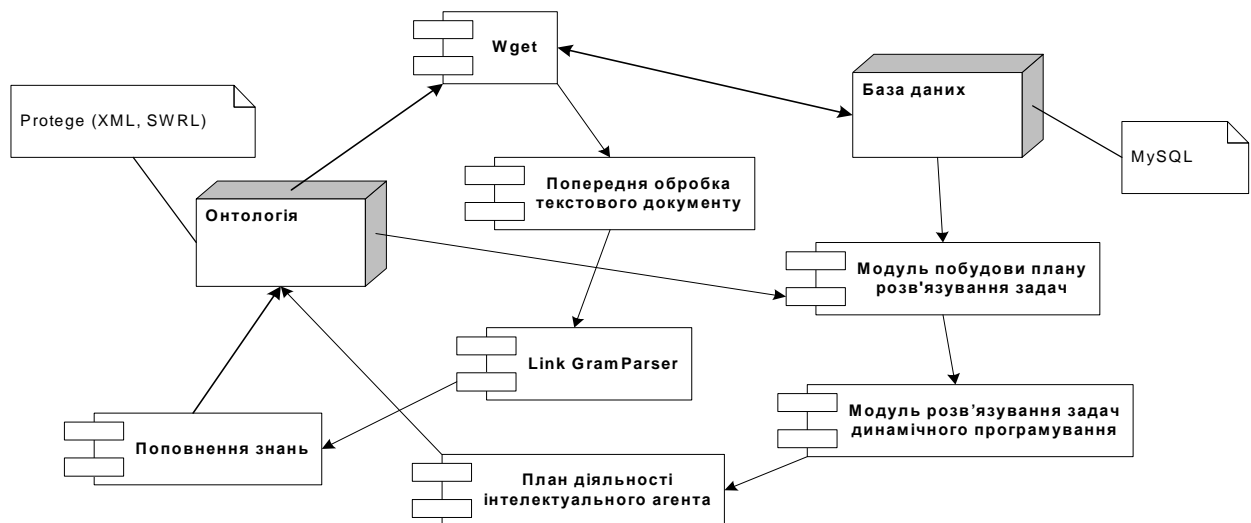 Wget
База даних
Protege (XML, SWRL)
MySQL
Попередня обробка
текстового документу
Онтологія
Модуль побудови плану
розв'язування задач
Link GramParser
Модуль розв’язування задач
динамічного програмування
Поповнення знань
План діяльності
інтелектуального агента